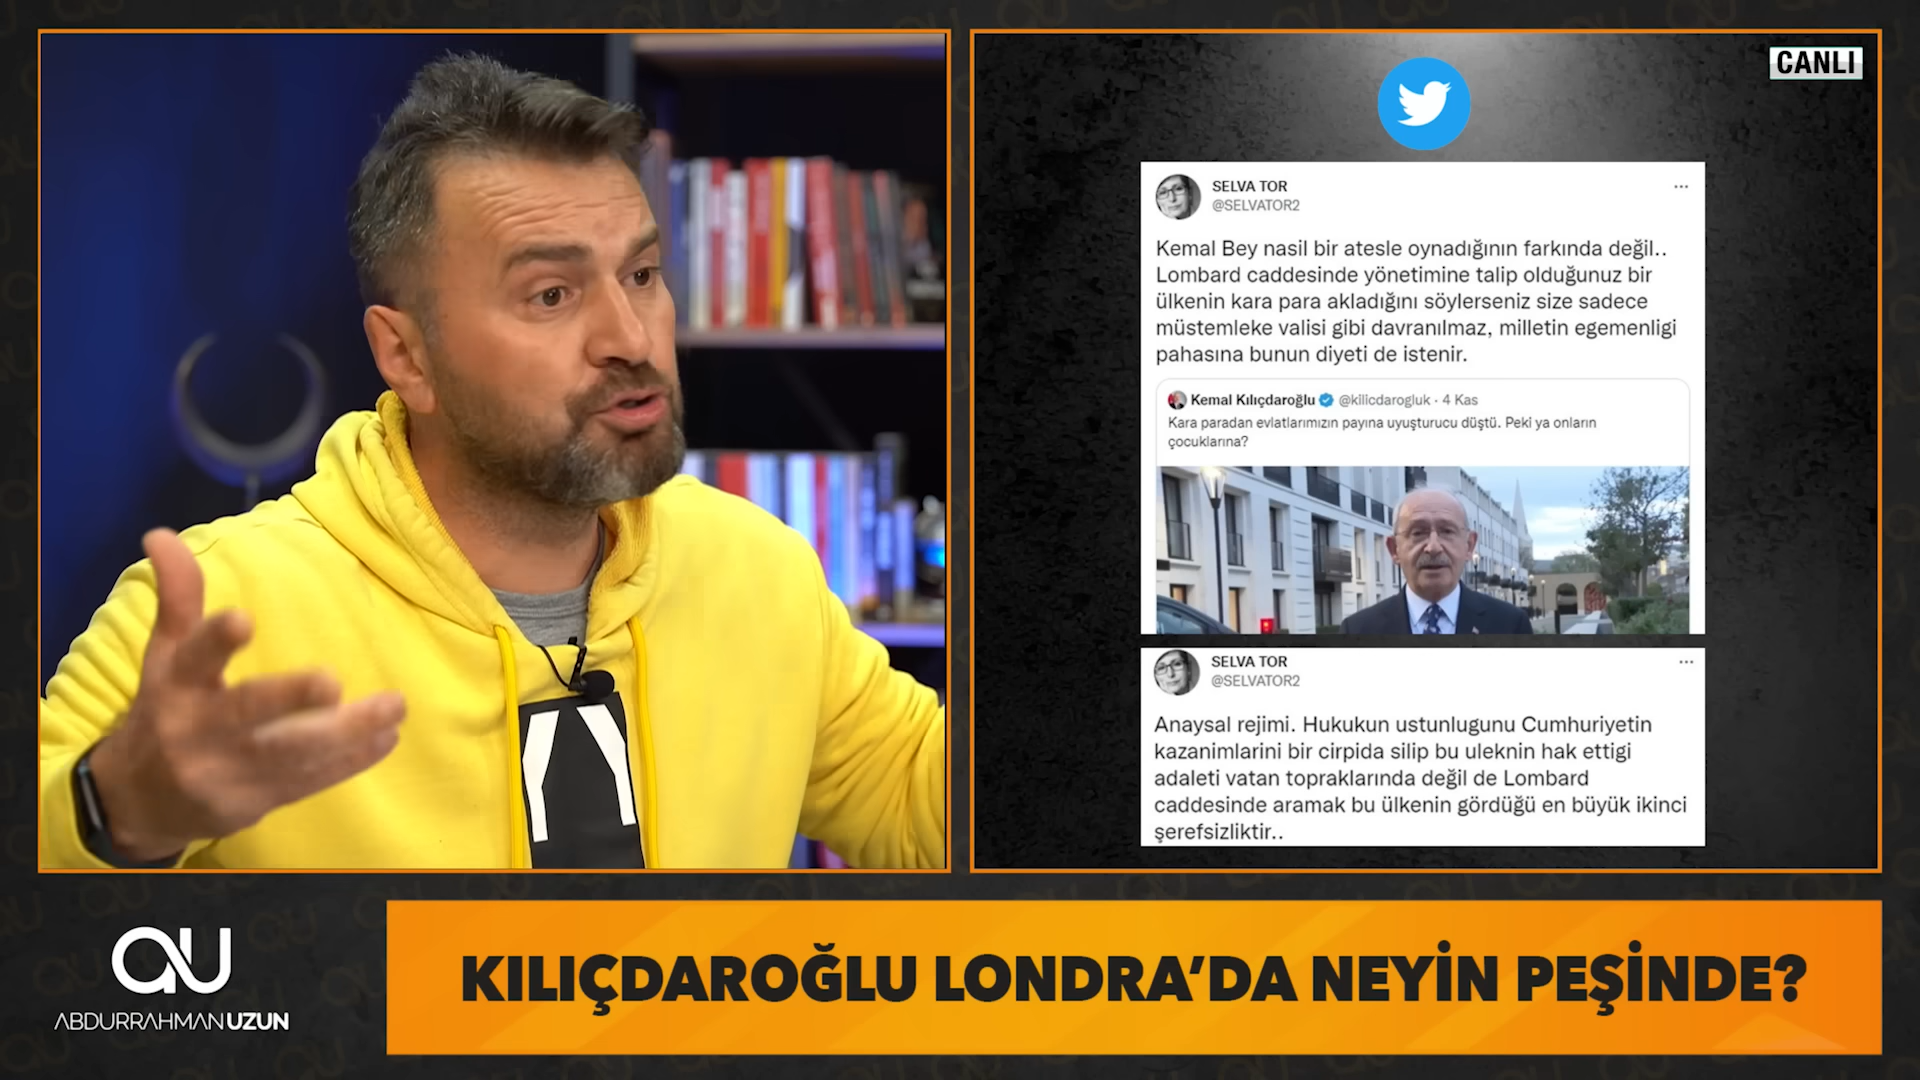 CANLI
SELVA TOR
@SELVATOR2
Kemal Bey nasil bir atesle oynadığının farkında değil..
Lombard caddesinde yönetimine talip olduğunuz bir
ülkenin kara para akladığını söylerseniz size sadece
müstemleke valisi gibi davranılmaz, milletin egemenligi
pahasına bunun diyeti de istenir.
Kemal Kılıçdaroğlu @kilicdarogluk · 4 Kas
Kara paradan evlatlarımızın payına uyuşturucu düştü. Peki ya onların
çocuklarına?
SELVA TOR
@SELVATOR2
Anaysal rejimi. Hukukun ustunlugunu Cumhuriyetin
kazanimlarini bir cirpida silip bu uleknin hak ettigi
adaleti vatan topraklarında değil de Lombard
caddesinde aramak bu ülkenin gördüğü en büyük ikinci
şerefsizliktir..
AU
ABDURRAHMAN UZUN
KILIÇDAROĞLU LONDRA'DA NEYİN PEŞİNDE?